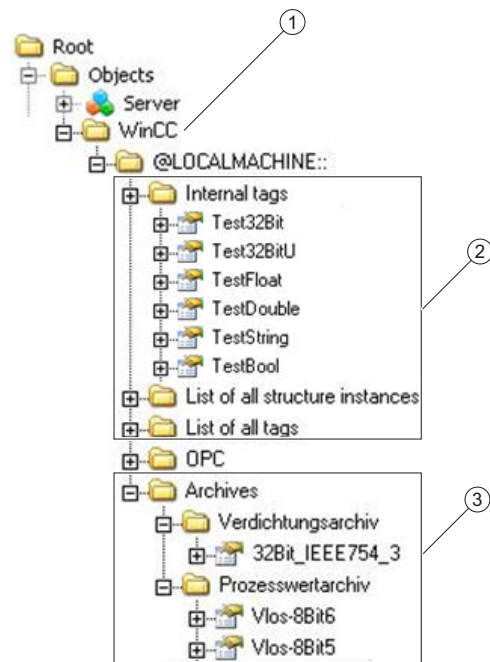 1
Root
Objects
Server
WinCC
@LOCALMACHINE::
Internal tags
Test32Bit
Test32BitU
2
TestFloat
TestDouble
TestString
TestBool
List of all structure instances
List of all tags
OPC
Archives
3
Verdichtungsarchiv
32Bit_IEEE754_3
Prozesswertarchiv
Vlos-8Bit6
Vlos-8Bit5